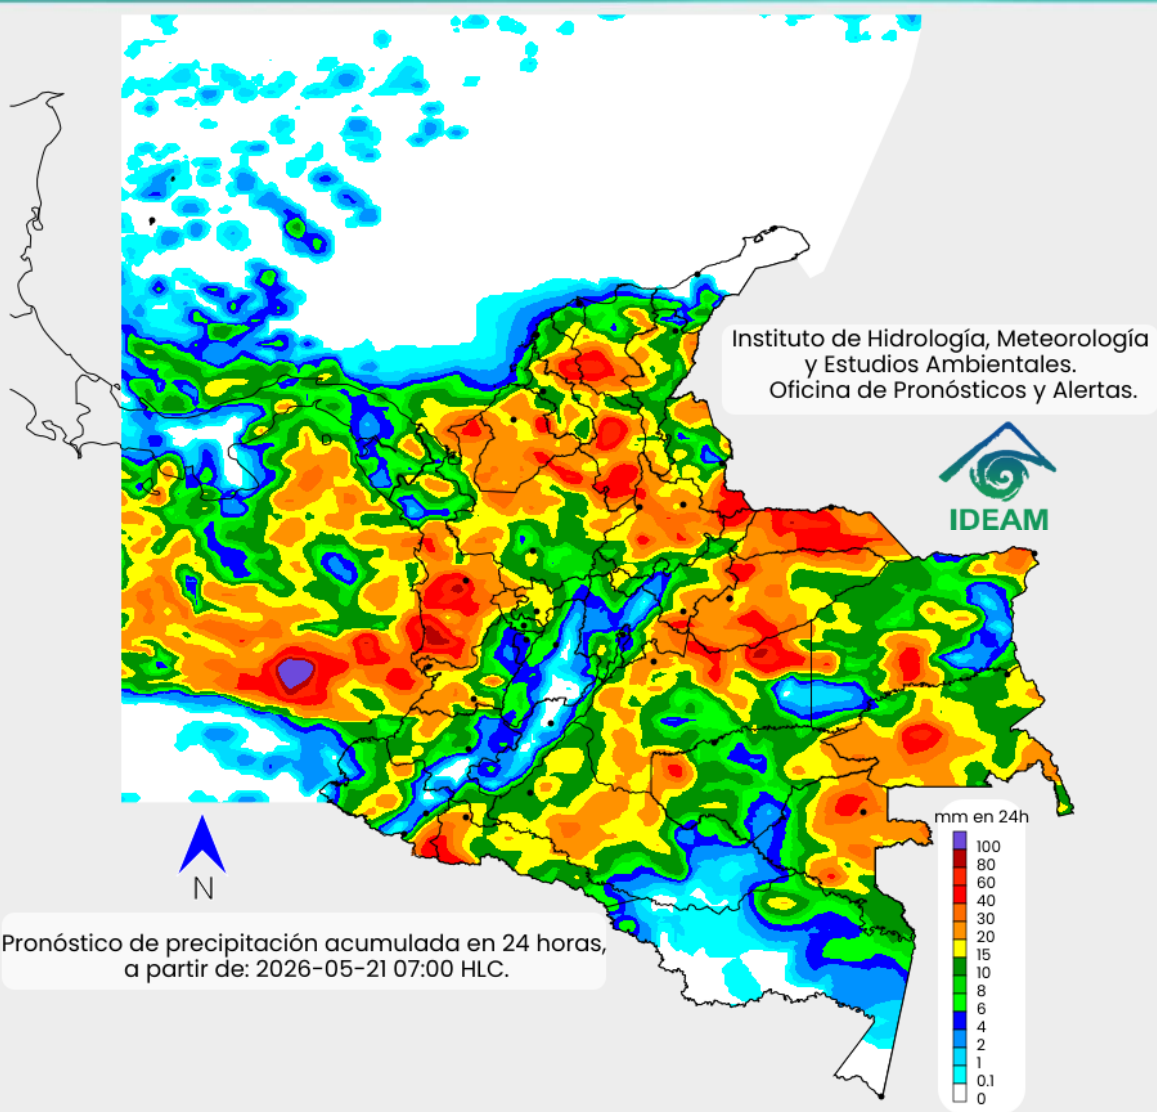 Instituto de Hidrología, Meteorología
y Estudios Ambientales.
Oficina de Pronósticos y Alertas.
IDEAM
mm en 24h
100
80
60
40
30
20
15
10
8
6
4
2
1
0.1
0
N
Pronóstico de precipitación acumulada en 24 horas,
a partir de: 2026-05-21 07:00 HLC.